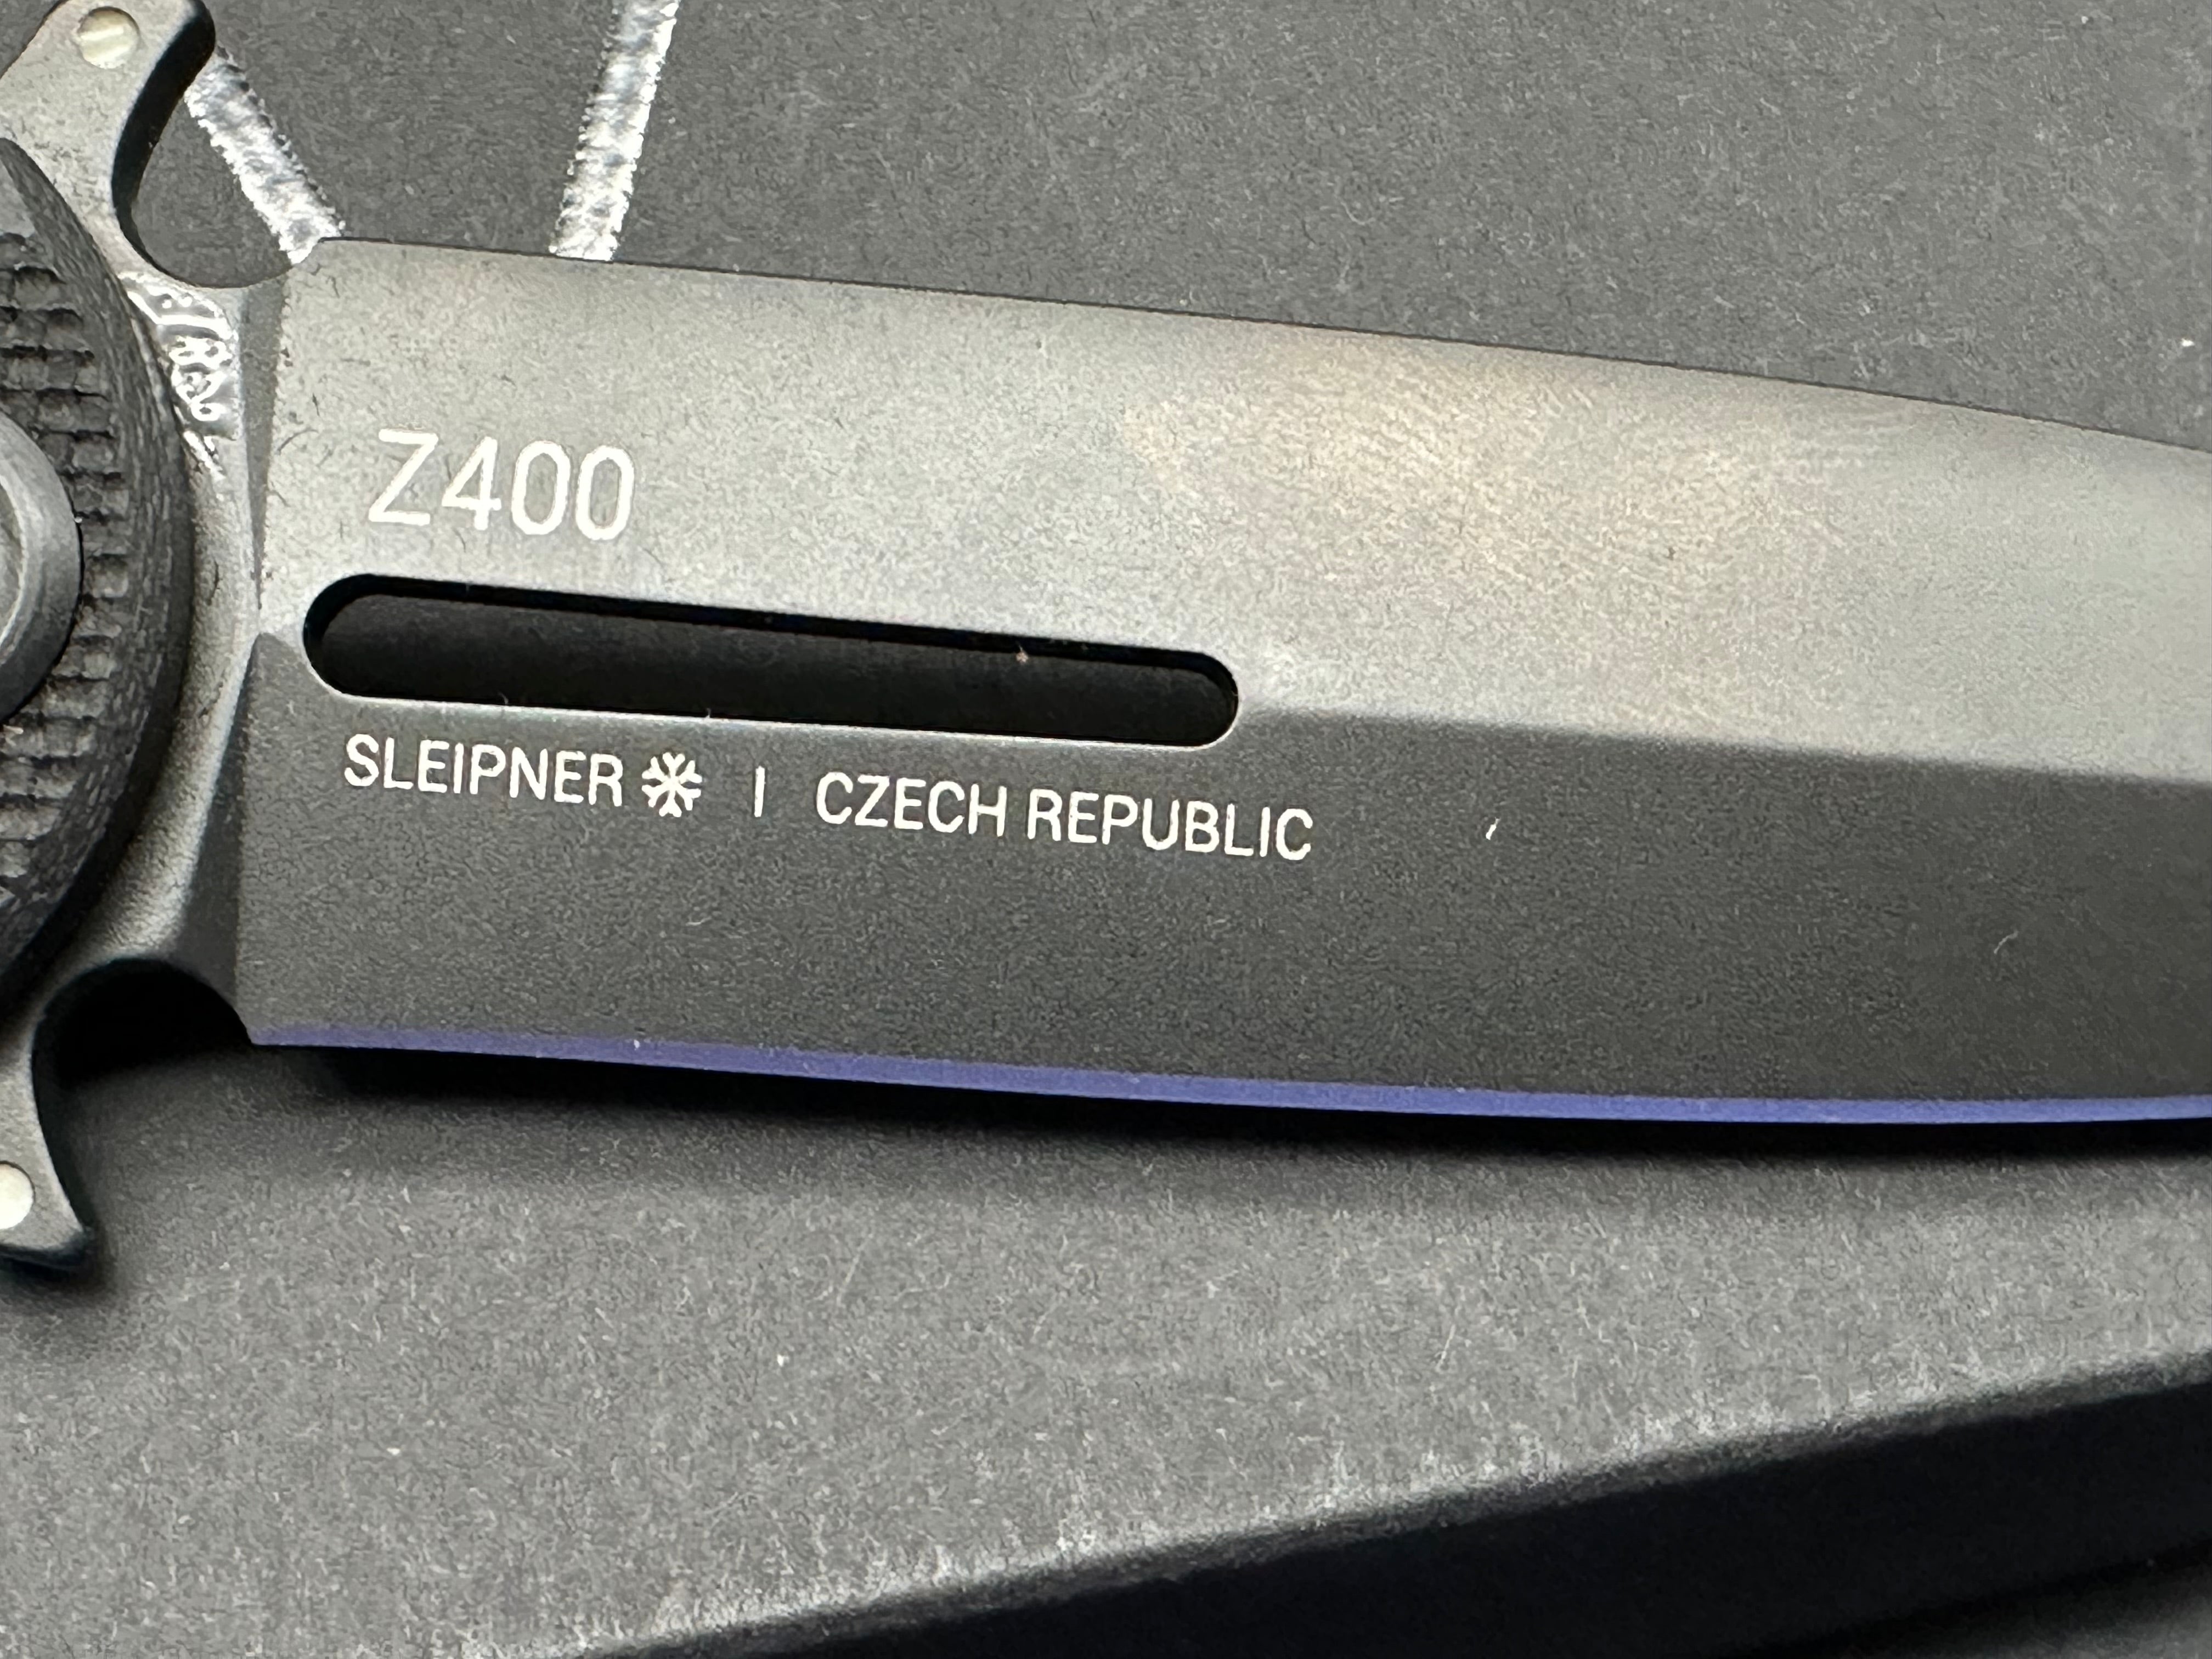 Z400
SLEIPNER ❄ | CZECH REPUBLIC